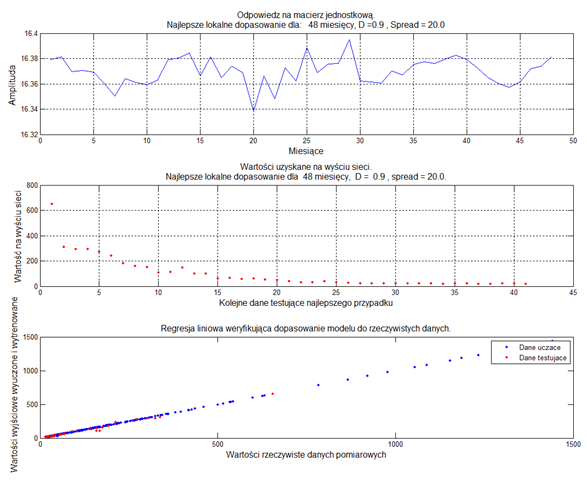 Odpowiedz na macierz jednostkową.
Najlepsze lokalne dopasowanie dla: 48 miesięcy, D =0.9 , Spread = 20.0
16.4
16.38
16.36
16.34
16.32
Amplituda
0 5 10 15 20 25 30 35 40 45 50
Miesiące
Wartości uzyskane na wyściu sieci.
Najlepsze lokalne dopasowanie dla 48 miesięcy, D = 0.9 , spread = 20.0.
800
600
400
200
0
Wartość na wyjściu sieci
0 5 10 15 20 25 30 35 40 45
Kolejne dane testujące najlepszego przypadku
Regresja liniowa weryfikująca dopasowanie modelu do rzeczywistych danych.
1500
1000
500
0
Wartości wyjściowe wyuczone i wytrenowane
Dane uczace
Dane testujace
0 500 1000 1500
Wartości rzeczywiste danych pomiarowych